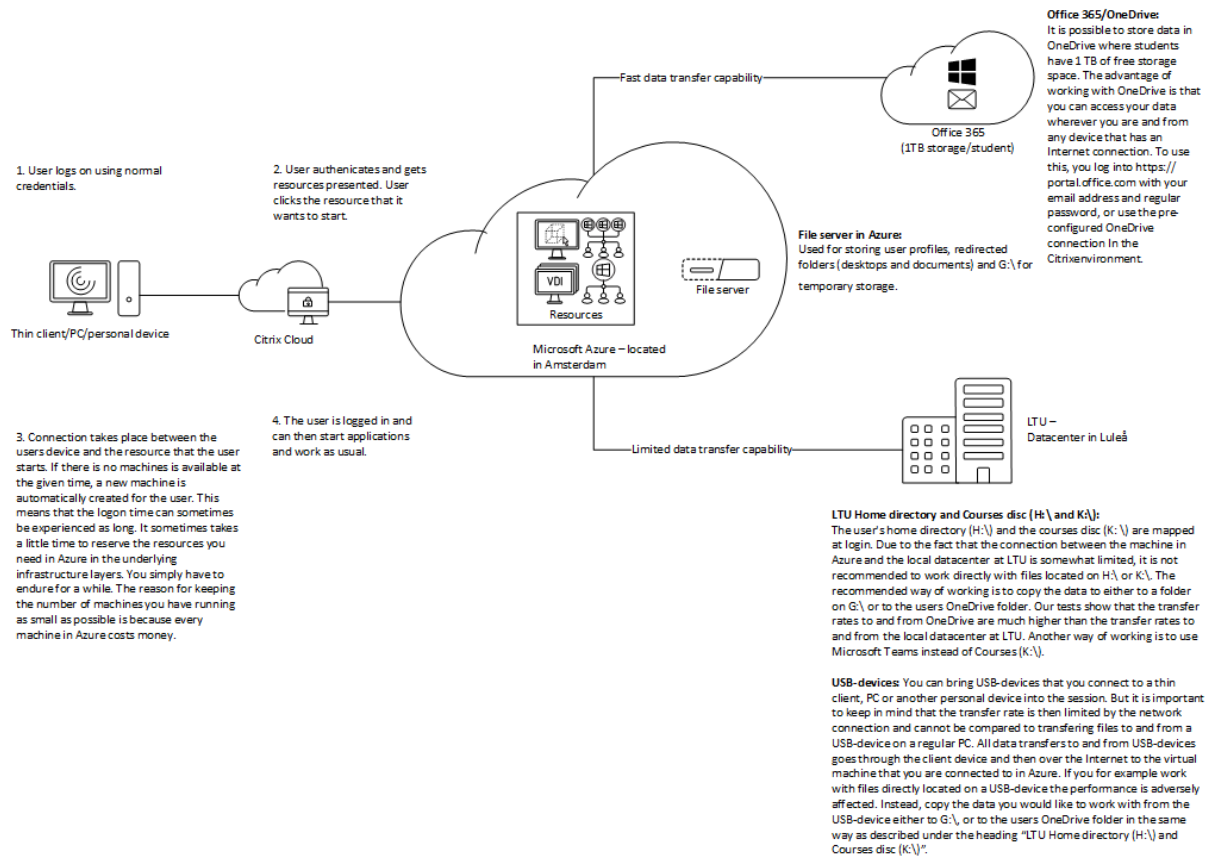 Office 365/OneDrive:
It is possible to store data in
OneDrive where students
have 1 TB of free storage
space. The advantage of
working with OneDrive is that
you can access your data
wherever you are and from
any device that has an
Internet connection. To use
this, you log into https://
portal.office.com with your
email address and regular
password, or use the pre-
configured OneDrive
connection In the
Citrixenvironment.
Fast data transfer capability
Office 365
(1TB storage/student)
1. User logs on using normal
credentials.
2. User authenicates and gets
resources presented. User
clicks the resource that it
wants to start.
Thin client/PC/personal device
Citrix Cloud
VDI
Resources
File server
Microsoft Azure – located
in Amsterdam
File server in Azure:
Used for storing user profiles, redirected
folders (desktops and documents) and G:\ for
temporary storage.
3. Connection takes place between the
users device and the resource that the user
starts. If there is no machines is available at
the given time, a new machine is
automatically created for the user. This
means that the logon time can sometimes
be experienced as long. It sometimes takes
a little time to reserve the resources you
need in Azure in the underlying
infrastructure layers. You simply have to
endure for a while. The reason for keeping
the number of machines you have running
as small as possible is because every
machine in Azure costs money.
4. The user is logged in and
can then start applications
and work as usual.
Limited data transfer capability
LTU –
Datacenter in Luleå
LTU Home directory and Courses disc (H:\ and K:\):
The user's home directory (H:\) and the courses disc (K: \) are mapped
at login. Due to the fact that the connection between the machine in
Azure and the local datacenter at LTU is somewhat limited, it is not
recommended to work directly with files located on H:\ or K:\. The
recommended way of working is to copy the data to either to a folder
on G:\ or to the users OneDrive folder. Our tests show that the transfer
rates to and from OneDrive are much higher than the transfer rates to
and from the local datacenter at LTU. Another way of working is to use
Microsoft Teams instead of Courses (K:\).
USB-devices: You can bring USB-devices that you connect to a thin
client, PC or another personal device into the session. But it is important
to keep in mind that the transfer rate is then limited by the network
connection and cannot be compared to transfering files to and from a
USB-device on a regular PC. All data transfers to and from USB-devices
goes through the client device and then over the Internet to the virtual
machine that you are connected to in Azure. If you for example work
with files directly located on a USB-device the performance is adversely
affected. Instead, copy the data you would like to work with from the
USB-device either to G:\, or to the users OneDrive folder in the same
way as described under the heading “LTU Home directory (H:\) and
Courses disc (K:\)”.